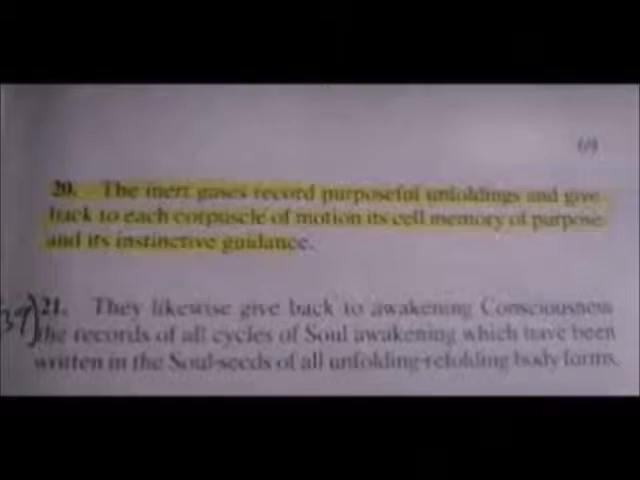 69
20. The inert gases record purposeful unfoldings and give
back to each corpuscle of motion its cell memory of purpose
and its instinctive guidance.
21. They likewise give back to awakening Consciousness
the records of all cycles of Soul awakening which have been
written in the Soul-seeds of all unfolding-refolding body forms.